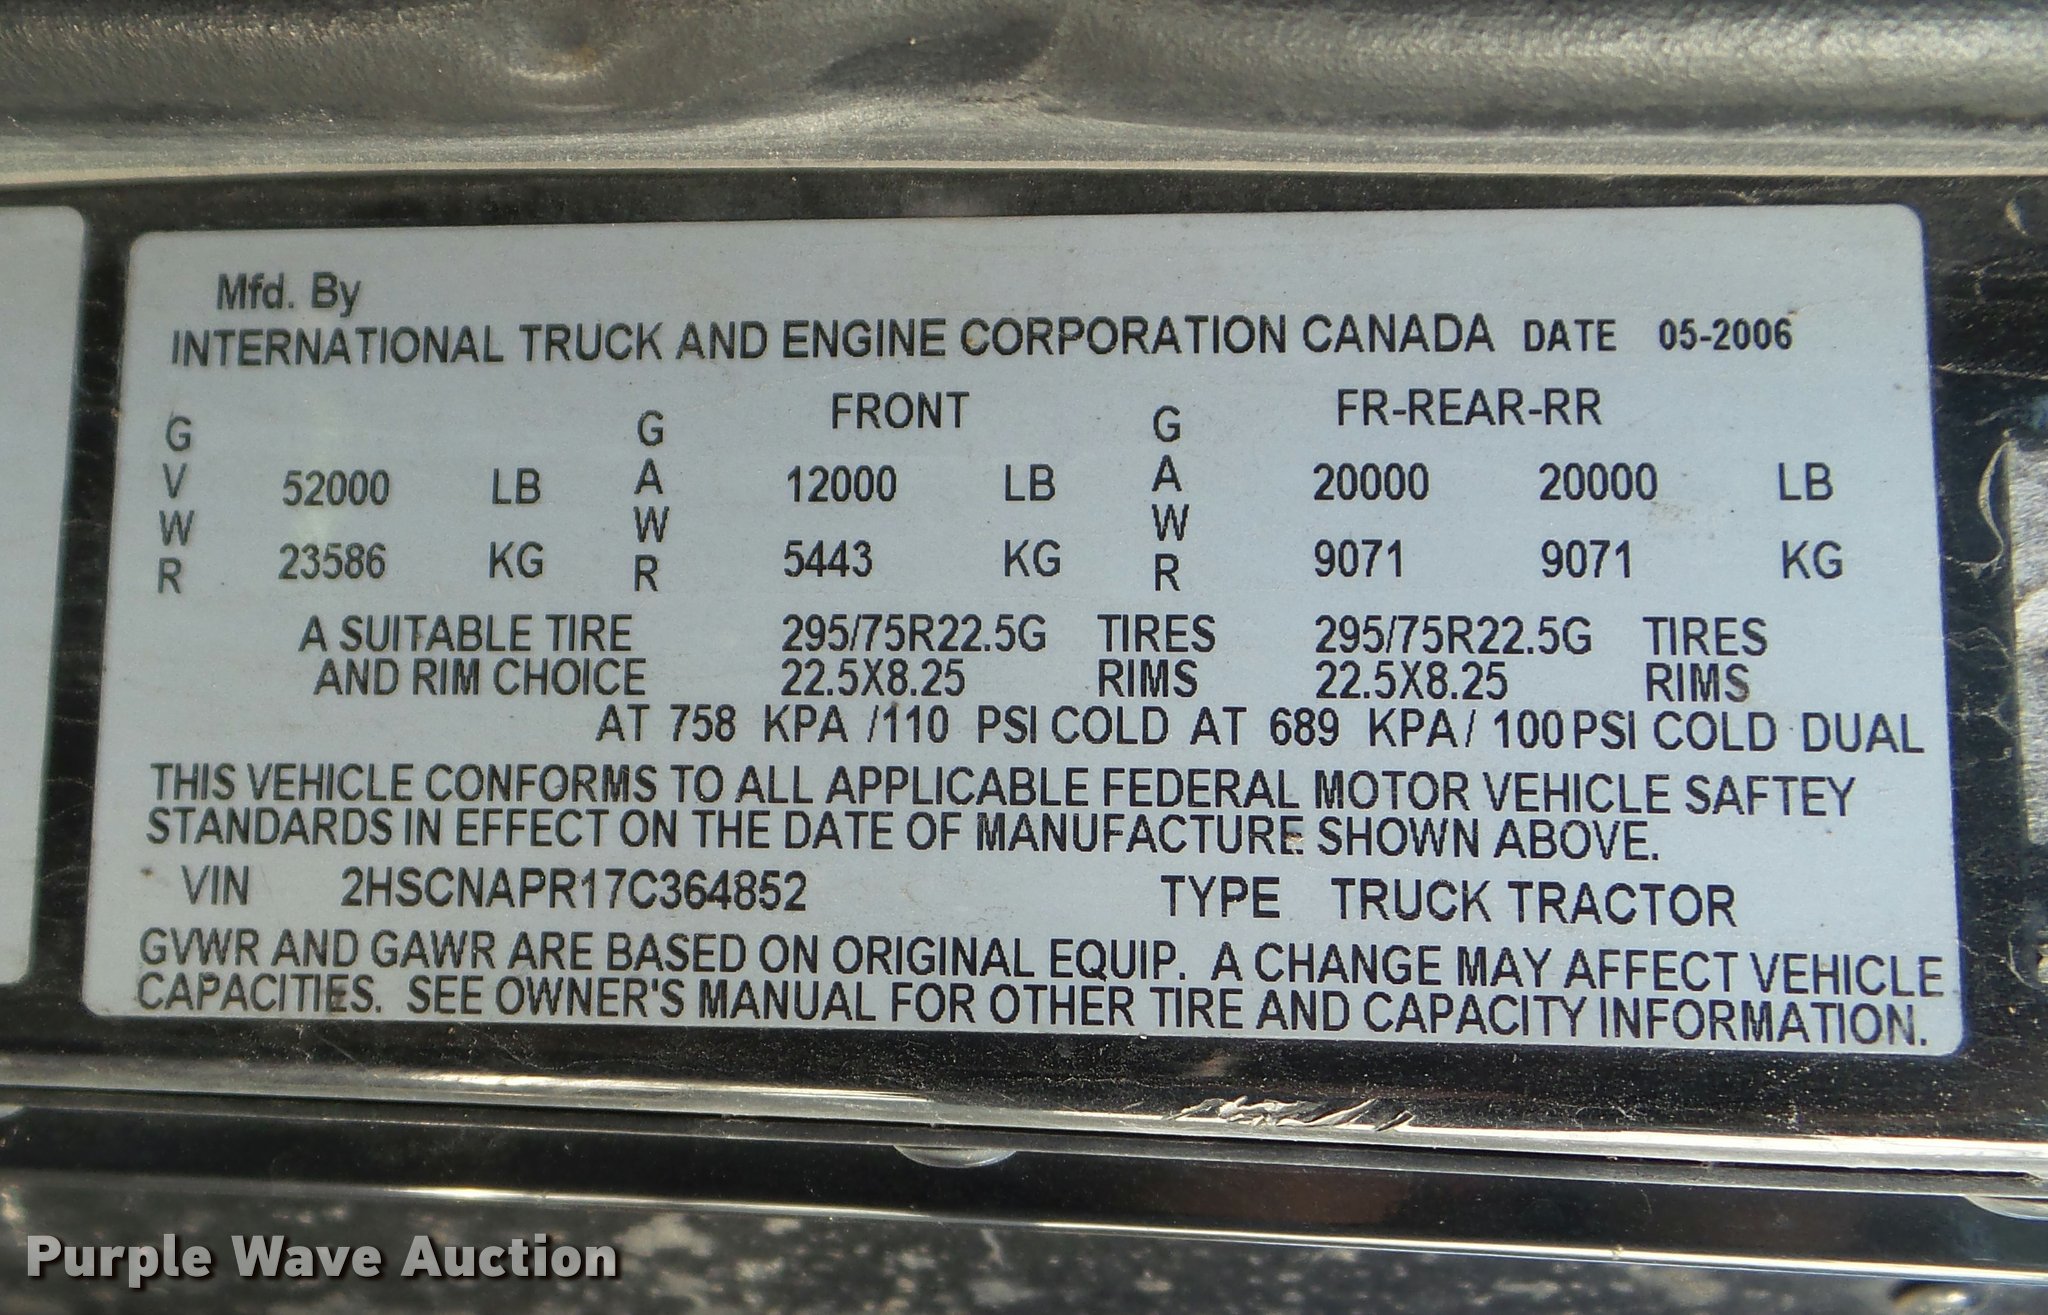 Mfd. By
INTERNATIONAL TRUCK AND ENGINE CORPORATION CANADA DATE 05-2006
GVWR GAWR FRONT GAWR FR-REAR-RR
52000 LB 12000 LB 20000 20000 LB
23586 KG 5443 KG 9071 9071 KG
A SUITABLE TIRE 295/75R22.5G TIRES 295/75R22.5G TIRES
AND RIM CHOICE 22.5X8.25 RIMS 22.5X8.25 RIMS
AT 758 KPA /110 PSI COLD AT 689 KPA/ 100 PSI COLD DUAL
THIS VEHICLE CONFORMS TO ALL APPLICABLE FEDERAL MOTOR VEHICLE SAFTEY
STANDARDS IN EFFECT ON THE DATE OF MANUFACTURE SHOWN ABOVE.
VIN 2HSCNAPR17C364852 TYPE TRUCK TRACTOR
GVWR AND GAWR ARE BASED ON ORIGINAL EQUIP. A CHANGE MAY AFFECT VEHICLE
CAPACITIES. SEE OWNER'S MANUAL FOR OTHER TIRE AND CAPACITY INFORMATION.
Purple Wave Auction